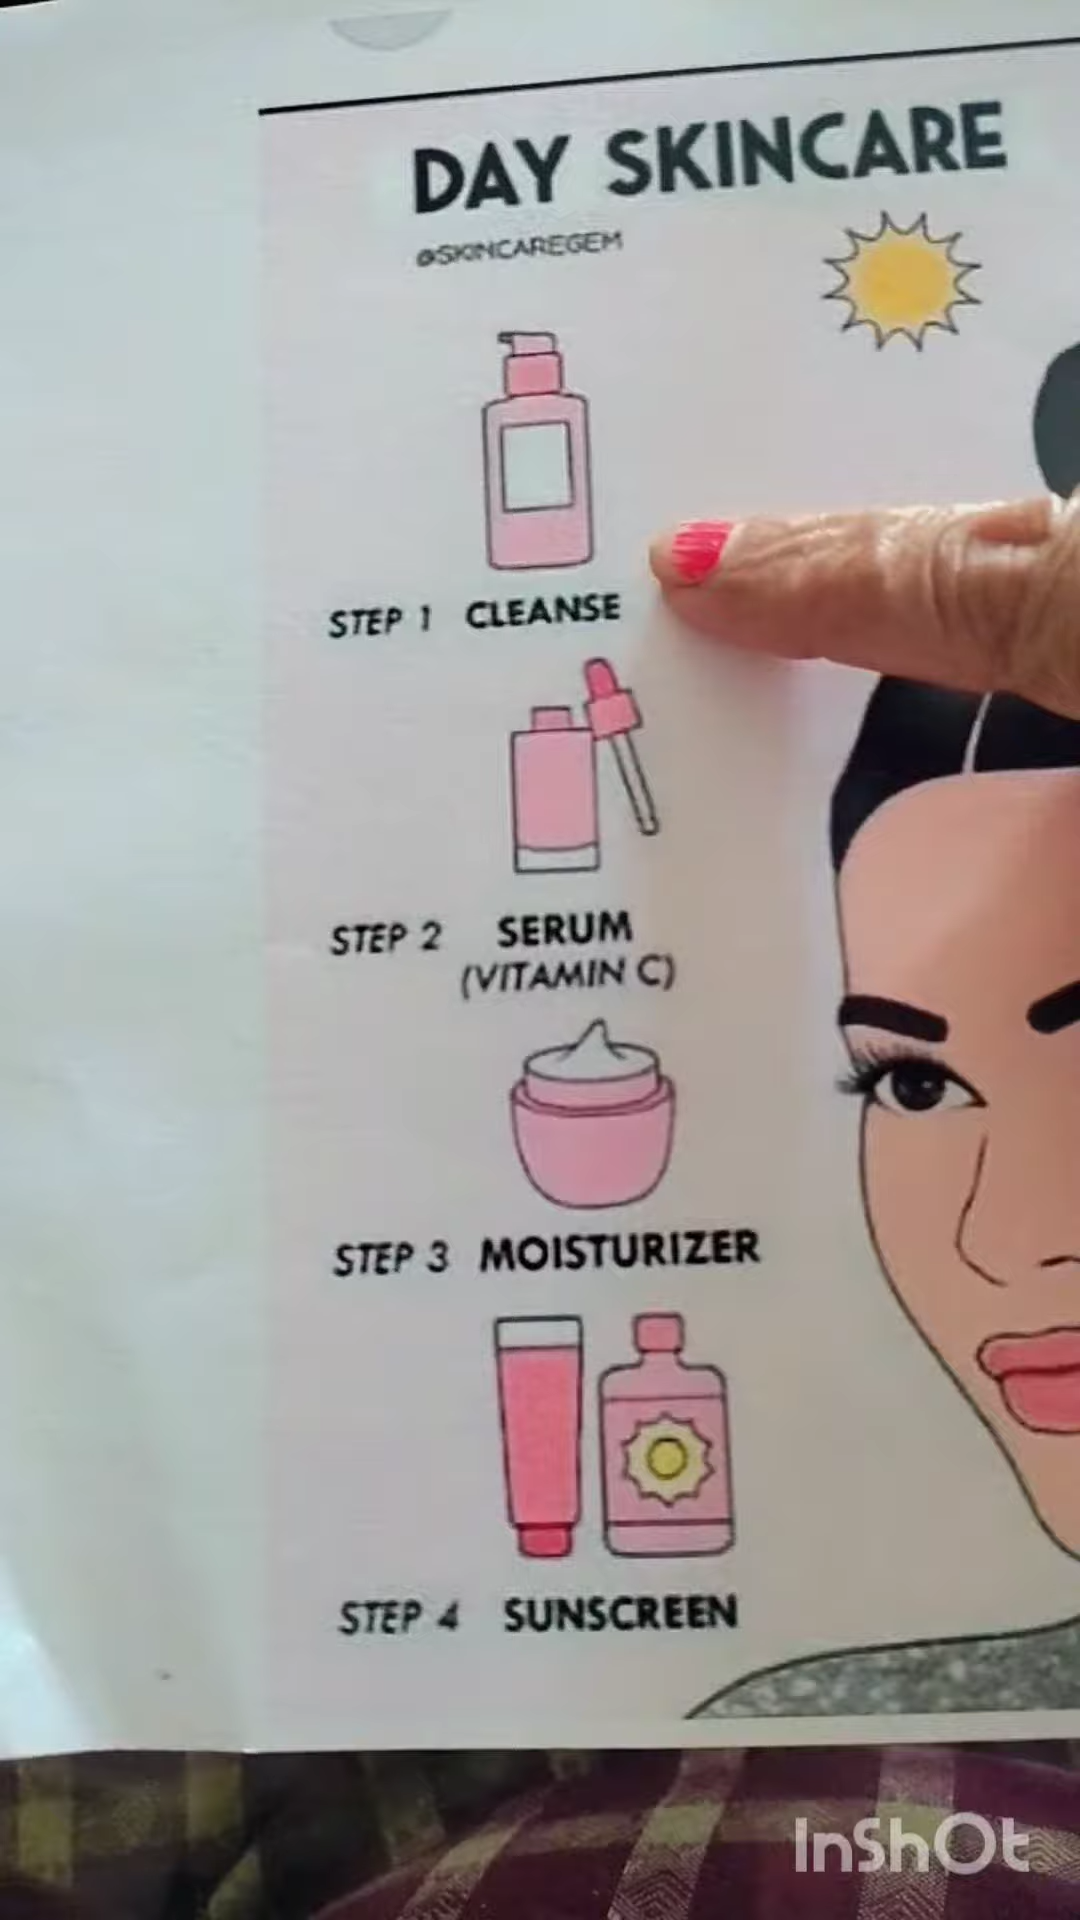 DAY SKINCARE
@SKINCAREGEM
STEP 1 CLEANSE
STEP 2 SERUM
(VITAMIN C)
STEP 3 MOISTURIZER
STEP 4 SUNSCREEN
InShOt